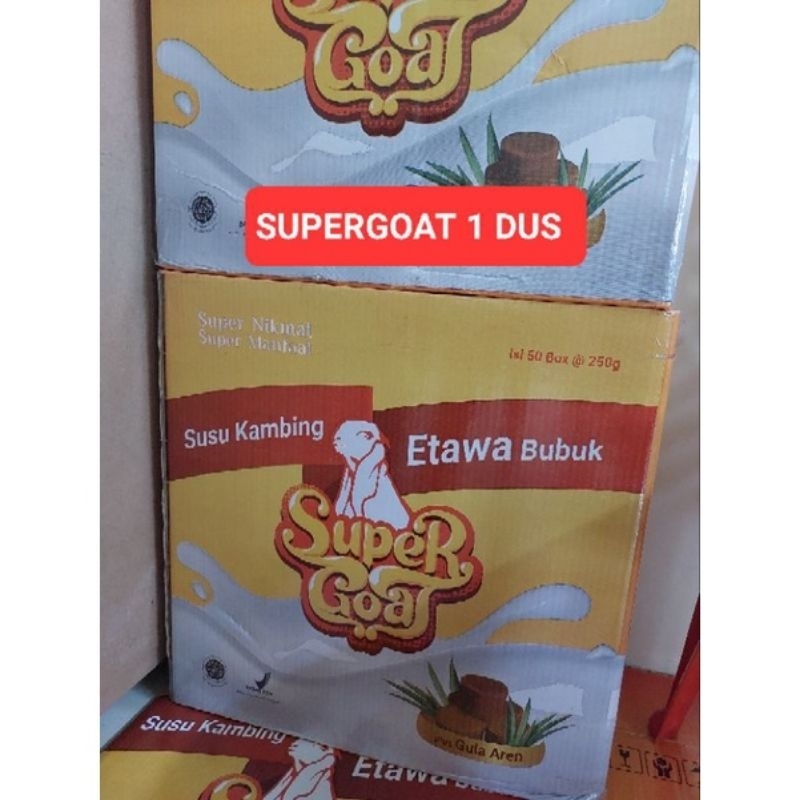 Goat
SUPERGOAT 1 DUS
Super Nikmat
Super Manfaat
Isi 50 Box @ 250g
Susu Kambing
Etawa Bubuk
Super
Goat
Gula Aren
Susu Kambing
Etawa